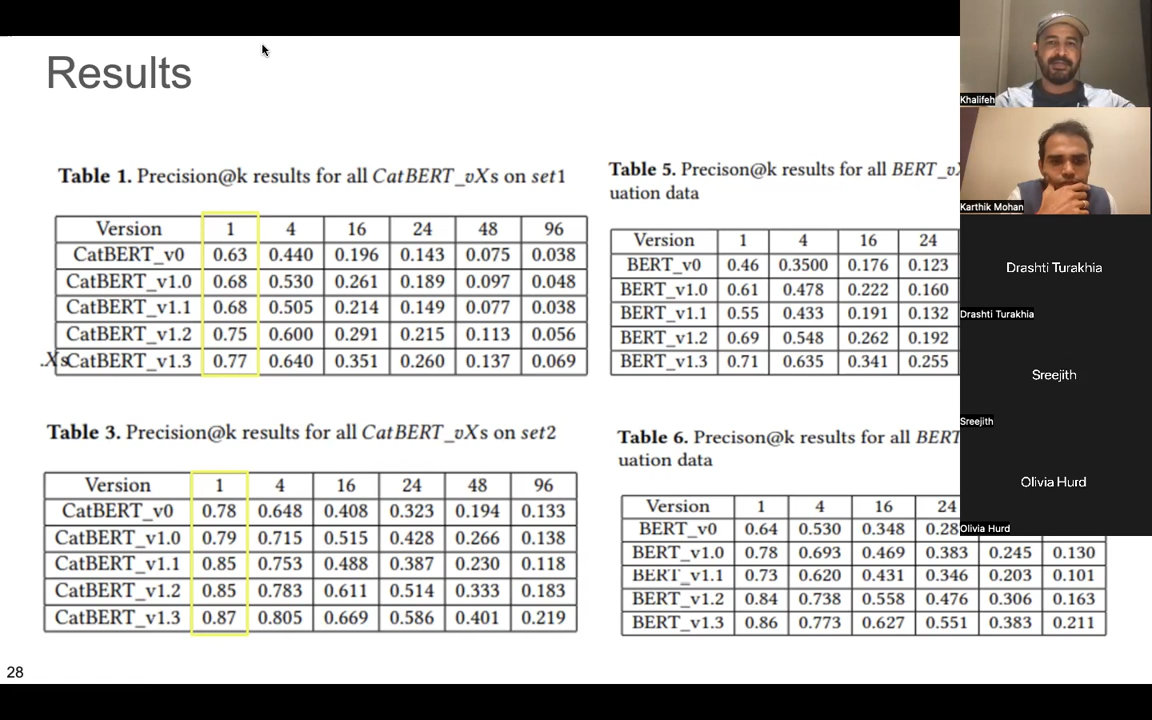 Results
Table 1. Precision@k results for all CatBERT_vXs on set1
Version 1 4 16 24 48 96
CatBERT_v0 0.63 0.440 0.196 0.143 0.075 0.038
CatBERT_v1.0 0.68 0.530 0.261 0.189 0.097 0.048
CatBERT_v1.1 0.68 0.505 0.214 0.149 0.077 0.038
CatBERT_v1.2 0.75 0.600 0.291 0.215 0.113 0.056
.Xs
CatBERT_v1.3 0.77 0.640 0.351 0.260 0.137 0.069
Table 3. Precision@k results for all CatBERT_vXs on set2
Version 1 4 16 24 48 96
CatBERT_v0 0.78 0.648 0.408 0.323 0.194 0.133
CatBERT_v1.0 0.79 0.715 0.515 0.428 0.266 0.138
CatBERT_v1.1 0.85 0.753 0.488 0.387 0.230 0.118
CatBERT_v1.2 0.85 0.783 0.611 0.514 0.333 0.183
CatBERT_v1.3 0.87 0.805 0.669 0.586 0.401 0.219
Table 5. Precison@k results for all BERT_vX
uation data
Version 1 4 16 24
BERT_v0 0.46 0.3500 0.176 0.123
BERT_v1.0 0.61 0.478 0.222 0.160
BERT_v1.1 0.55 0.433 0.191 0.132
BERT_v1.2 0.69 0.548 0.262 0.192
BERT_v1.3 0.71 0.635 0.341 0.255
Table 6. Precison@k results for all BERT
uation data
Version 1 4 16 24
BERT_v0 0.64 0.530 0.348 0.28
BERT_v1.0 0.78 0.693 0.469 0.383 0.245 0.130
BERT_v1.1 0.73 0.620 0.431 0.346 0.203 0.101
BERT_v1.2 0.84 0.738 0.558 0.476 0.306 0.163
BERT_v1.3 0.86 0.773 0.627 0.551 0.383 0.211
28
Khalifeh
Karthik Mohan
Drashti Turakhia
Drashti Turakhia
Sreejith
Sreejith
Olivia Hurd
Olivia Hurd